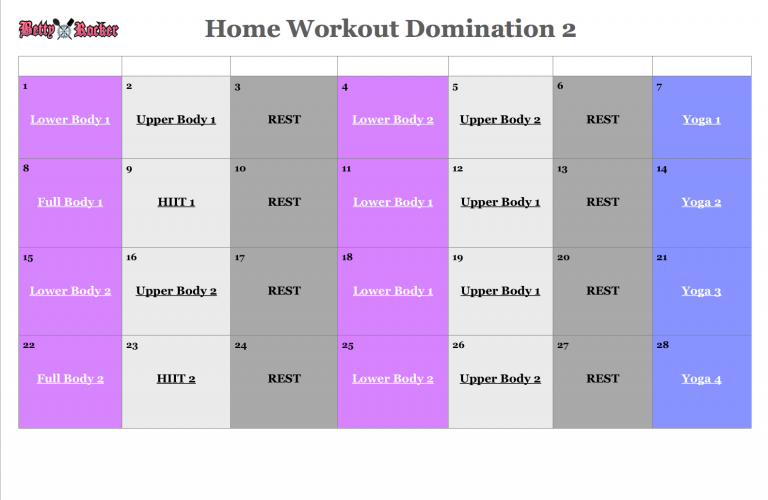 Betty Rocker
Home Workout Domination 2
1 2 3 4 5 6 7
Lower Body 1 Upper Body 1 REST Lower Body 2 Upper Body 2 REST Yoga 1
8 9 10 11 12 13 14
Full Body 1 HIIT 1 REST Lower Body 1 Upper Body 1 REST Yoga 2
15 16 17 18 19 20 21
Lower Body 2 Upper Body 2 REST Lower Body 1 Upper Body 1 REST Yoga 3
22 23 24 25 26 27 28
Full Body 2 HIIT 2 REST Lower Body 2 Upper Body 2 REST Yoga 4